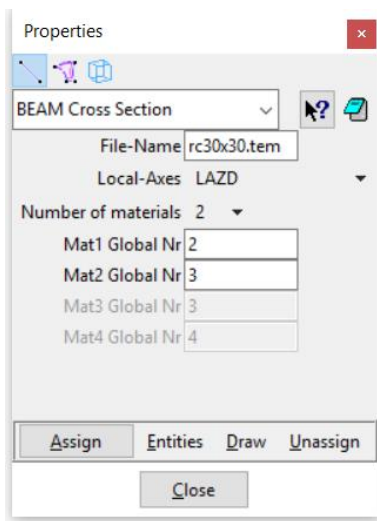 Properties
BEAM Cross Section
File-Name rc30x30.tem
Local-Axes LAZD
Number of materials 2
Mat1 Global Nr 2
Mat2 Global Nr 3
Mat3 Global Nr 3
Mat4 Global Nr 4
Assign Entities Draw Unassign
Close